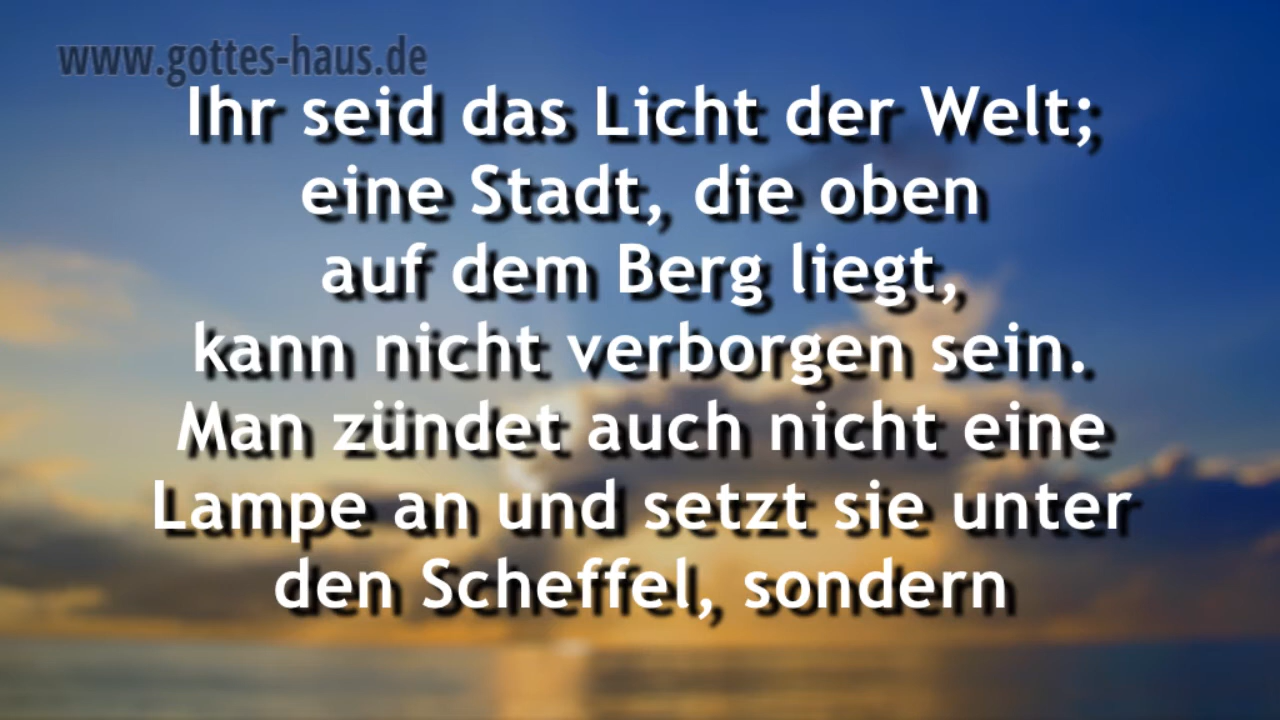 www.gottes-haus.de
Ihr seid das Licht der Welt;
eine Stadt, die oben
auf dem Berg liegt,
kann nicht verborgen sein.
Man zündet auch nicht eine
Lampe an und setzt sie unter
den Scheffel, sondern